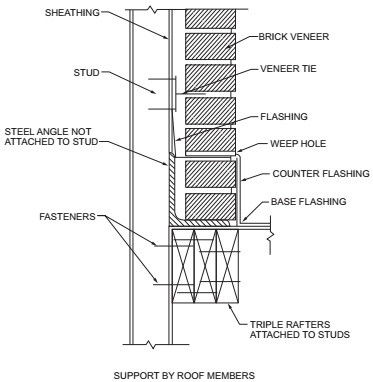 SHEATHING
BRICK VENEER
STUD
VENEER TIE
FLASHING
STEEL ANGLE NOT
ATTACHED TO STUD
WEEP HOLE
COUNTER FLASHING
BASE FLASHING
FASTENERS
TRIPLE RAFTERS
ATTACHED TO STUDS
SUPPORT BY ROOF MEMBERS